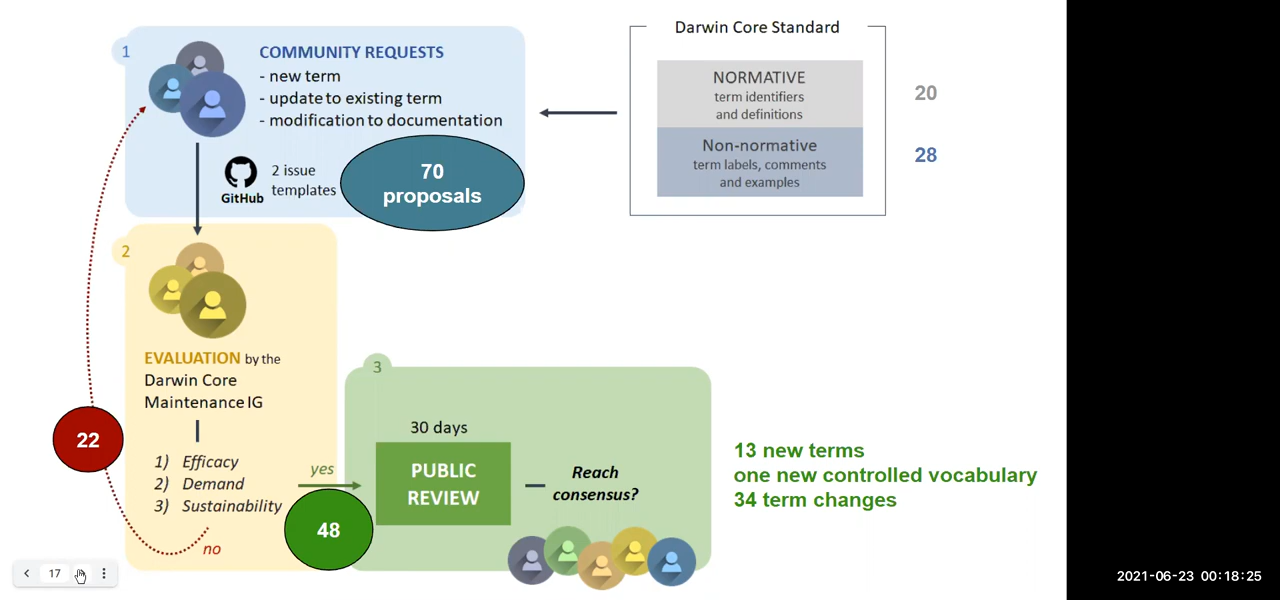 1
COMMUNITY REQUESTS
- new term
- update to existing term
- modification to documentation
GitHub
2 issue
templates
70
proposals
Darwin Core Standard
NORMATIVE
term identifiers
and definitions
20
Non-normative
term labels, comments
and examples
28
2
EVALUATION by the
Darwin Core
Maintenance IG
1) Efficacy
2) Demand
3) Sustainability
22
no
yes
48
3
30 days
PUBLIC
REVIEW
Reach
consensus?
13 new terms
one new controlled vocabulary
34 term changes
17
2021-06-23 00:18:25